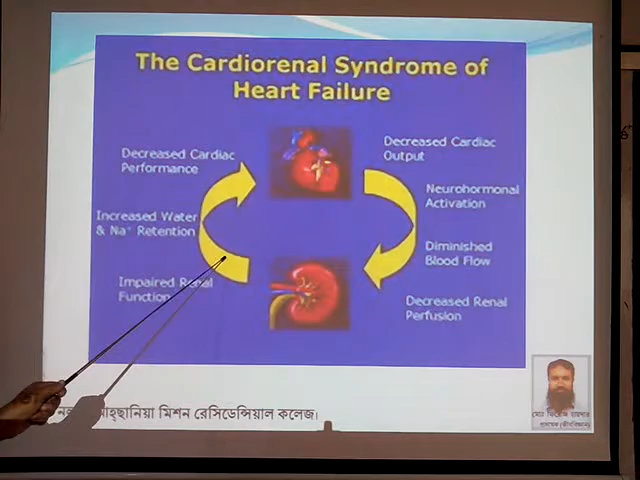 The Cardiorenal Syndrome of
Heart Failure
Decreased Cardiac
Performance
Increased Water
& Na⁺ Retention
Impaired Renal
Function
Decreased Cardiac
Output
Neurohormonal
Activation
Diminished
Blood Flow
Decreased Renal
Perfusion
মিশন রেসিডেন্সিয়াল কলেজ।